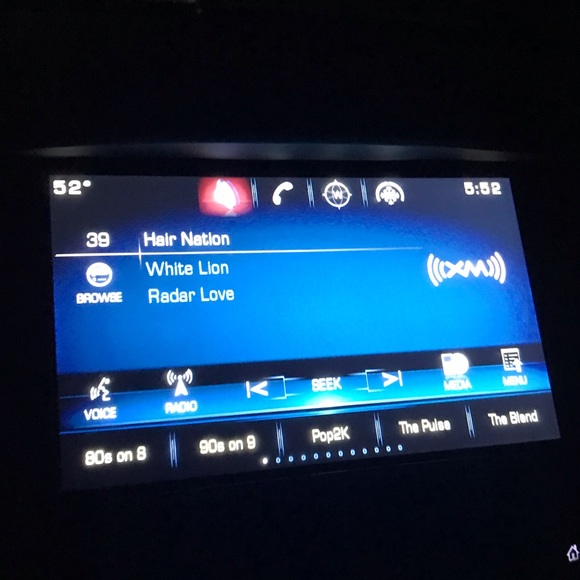 52°
5:52
W
39
Hair Nation
White Lion
BROWSE
Radar Love
((XM))
VOICE
RADIO
SEEK
MEDIA
MENU
80s on 8
90s on 9
Pop2K
The Pulse
The Blend